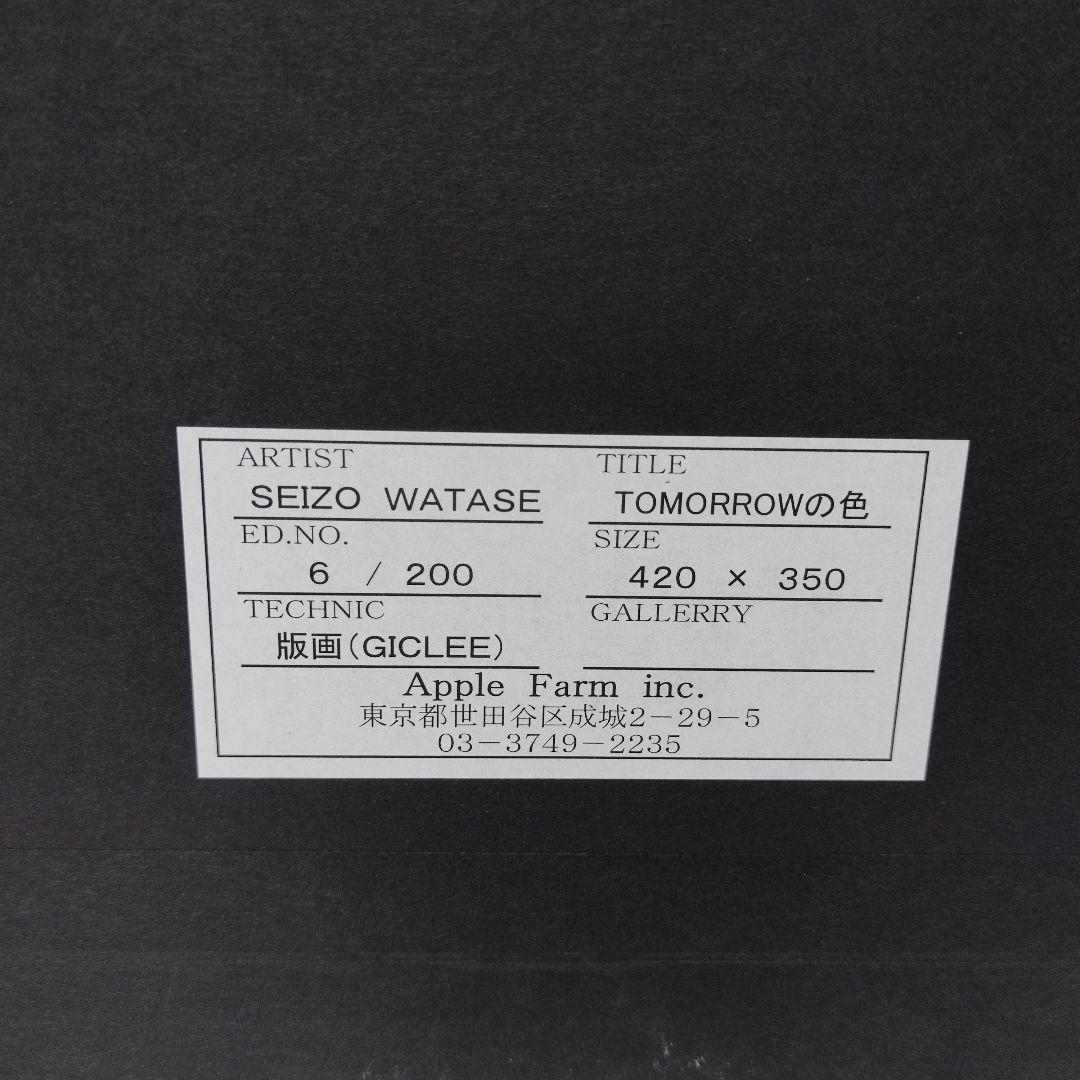 ARTIST
SEIZO WATASE
TITLE
TOMORROWの色
ED.NO.
6 / 200
SIZE
420 × 350
TECHNIC
版画(GICLEE)
GALLERRY
Apple Farm inc.
東京都世田谷区成城2−29−5
03−3749−2235